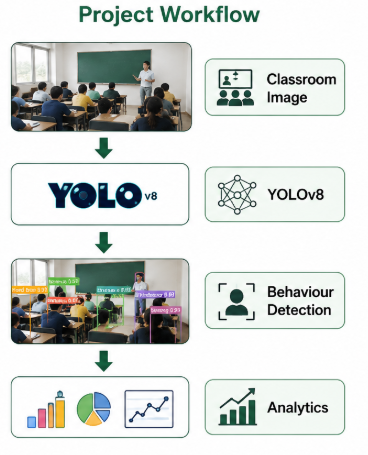 Project Workflow
Classroom
Image
YOLO v8
YOLOv8
Behaviour
Detection
Analytics